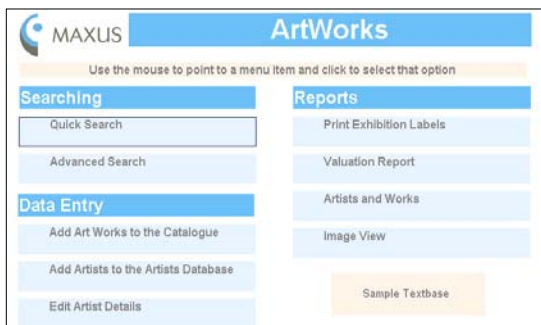 MAXUS
ArtWorks
Use the mouse to point to a menu item and click to select that option
Searching
Quick Search
Advanced Search
Data Entry
Add Art Works to the Catalogue
Add Artists to the Artists Database
Edit Artist Details
Reports
Print Exhibition Labels
Valuation Report
Artists and Works
Image View
Sample Textbase